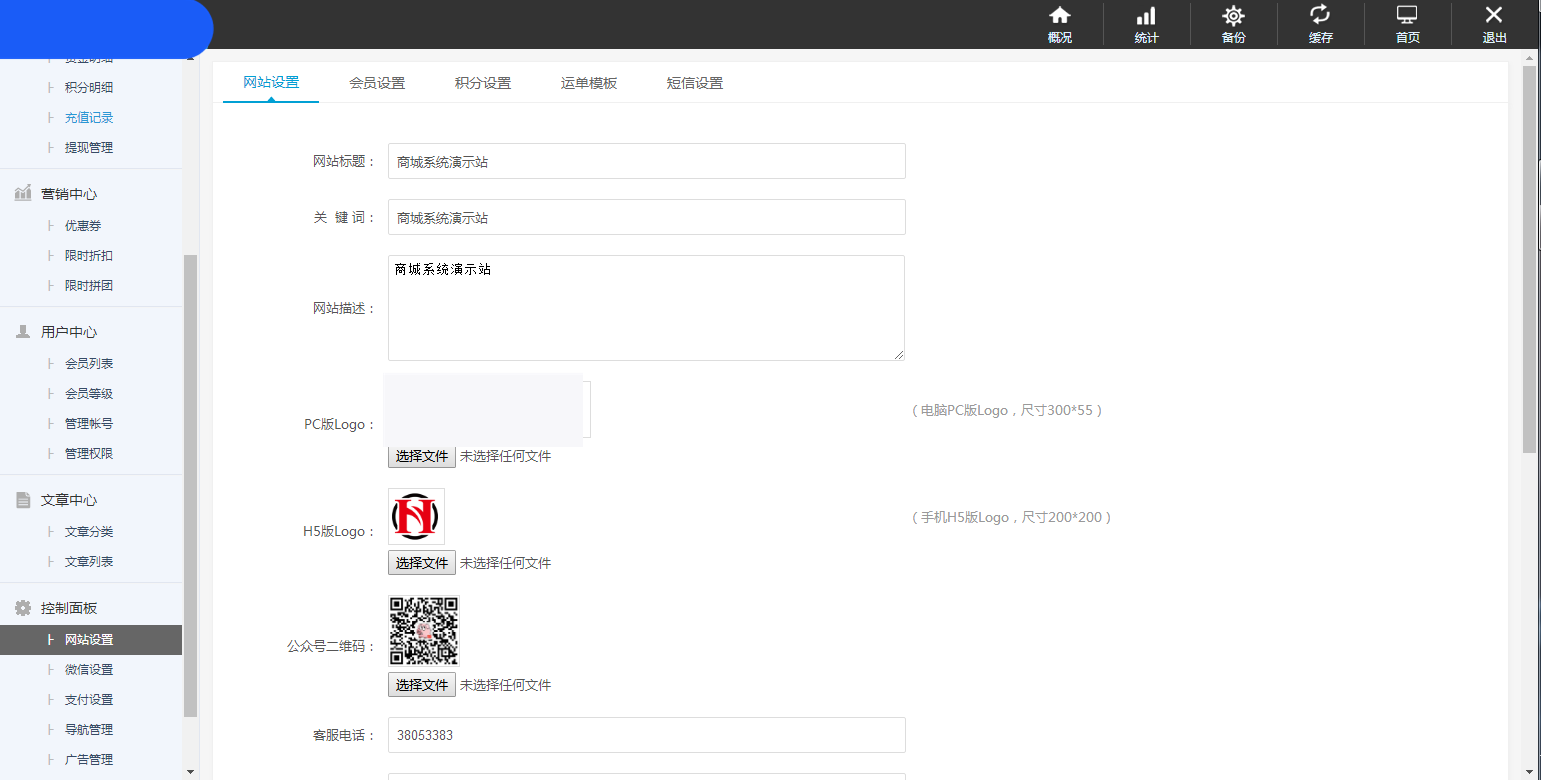 概况
统计
备份
缓存
首页
退出
积分明细
充值记录
提现管理
营销中心
优惠券
限时折扣
限时拼团
用户中心
会员列表
会员等级
管理帐号
管理权限
文章中心
文章分类
文章列表
控制面板
网站设置
微信设置
支付设置
导航管理
广告管理
网站设置 会员设置 积分设置 运单模板 短信设置
网站标题： 商城系统演示站
关 键 词： 商城系统演示站
网站描述： 商城系统演示站
PC版Logo：
（电脑PC版Logo，尺寸300*55）
选择文件 未选择任何文件
H5版Logo：
（手机H5版Logo，尺寸200*200）
选择文件 未选择任何文件
公众号二维码：
选择文件 未选择任何文件
客服电话： 38053383